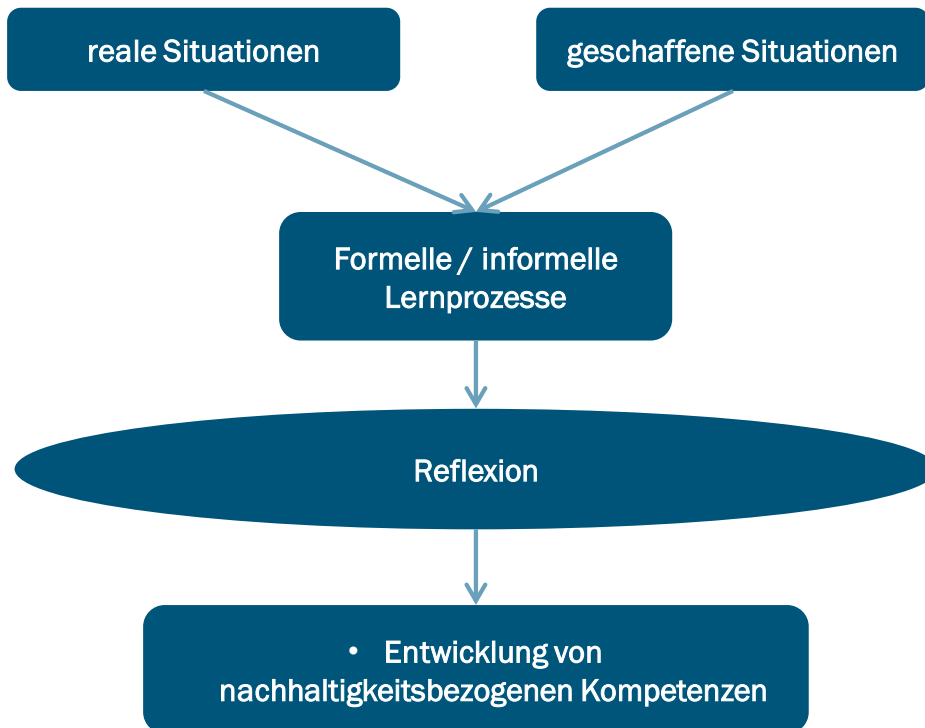 reale Situationen
geschaffene Situationen
Formelle / informelle
Lernprozesse
Reflexion
• Entwicklung von
nachhaltigkeitsbezogenen Kompetenzen